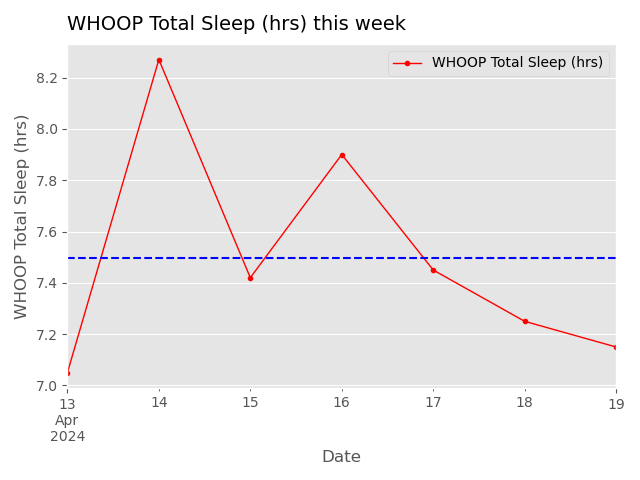 WHOOP Total Sleep (hrs) this week
WHOOP Total Sleep (hrs)
WHOOP Total Sleep (hrs)
8.2
8.0
7.8
7.6
7.4
7.2
7.0
13 14 15 16 17 18 19
Apr
2024
Date